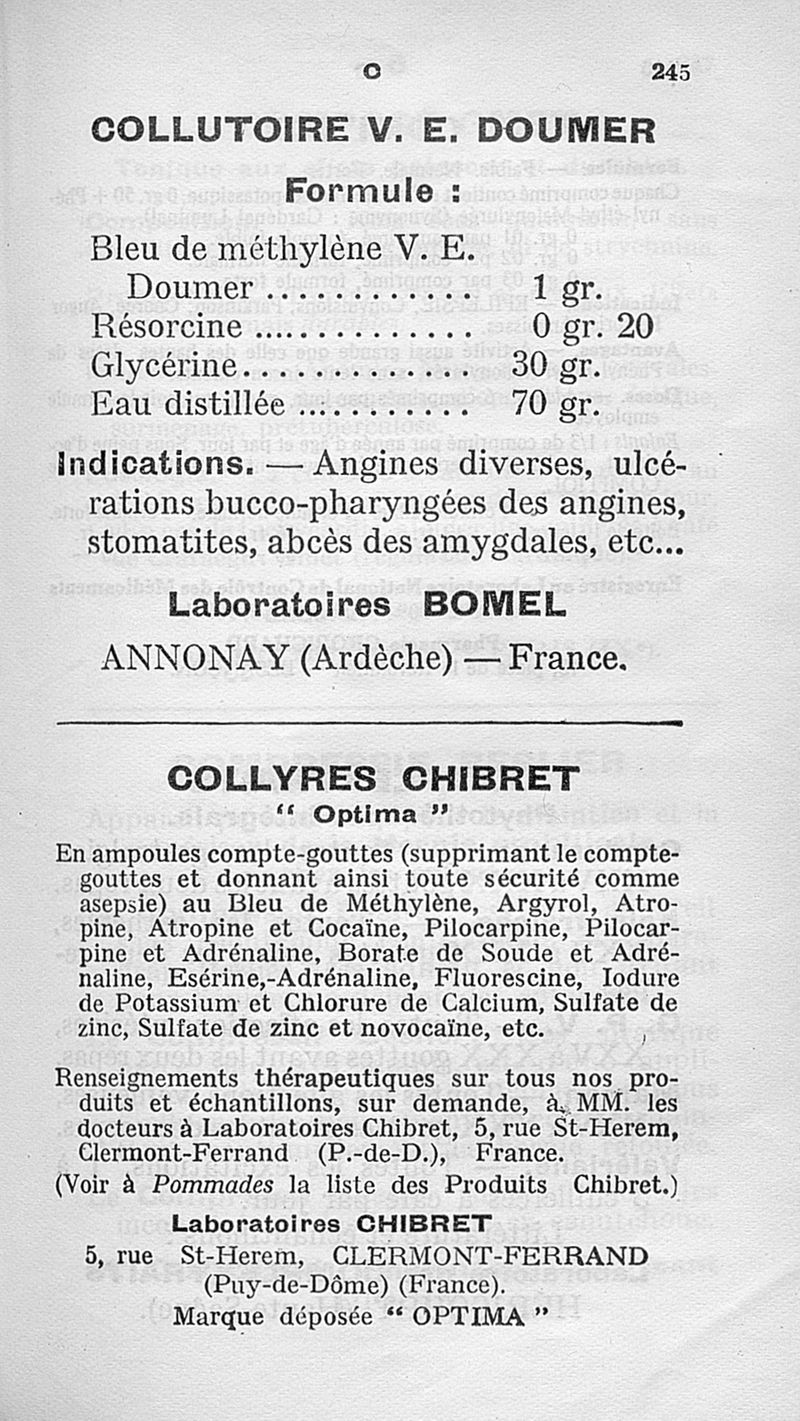 C 245
COLLUTOIRE V. E. DOUMER
Formule :
Bleu de méthylène V. E.
Doumer ............ 1 gr.
Résorcine .............. 0 gr. 20
Glycérine.............. 30 gr.
Eau distillée ........... 70 gr.
Indications. — Angines diverses, ulcé-
rations bucco-pharyngées des angines,
stomatites, abcès des amygdales, etc...
Laboratoires BOMEL
ANNONAY (Ardèche) — France.
COLLYRES CHIBRET
“ Optima ”
En ampoules compte-gouttes (supprimant le compte-
gouttes et donnant ainsi toute sécurité comme
asepsie) au Bleu de Méthylène, Argyrol, Atro-
pine, Atropine et Cocaïne, Pilocarpine, Pilocar-
pine et Adrénaline, Borate de Soude et Adré-
naline, Esérine,-Adrénaline, Fluorescine, Iodure
de Potassium et Chlorure de Calcium, Sulfate de
zinc, Sulfate de zinc et novocaïne, etc.
Renseignements thérapeutiques sur tous nos pro-
duits et échantillons, sur demande, à MM. les
docteurs à Laboratoires Chibret, 5, rue St-Herem,
Clermont-Ferrand (P.-de-D.), France.
(Voir à Pommades la liste des Produits Chibret.)
Laboratoires CHIBRET
5, rue St-Herem, CLERMONT-FERRAND
(Puy-de-Dôme) (France).
Marque déposée “ OPTIMA ”